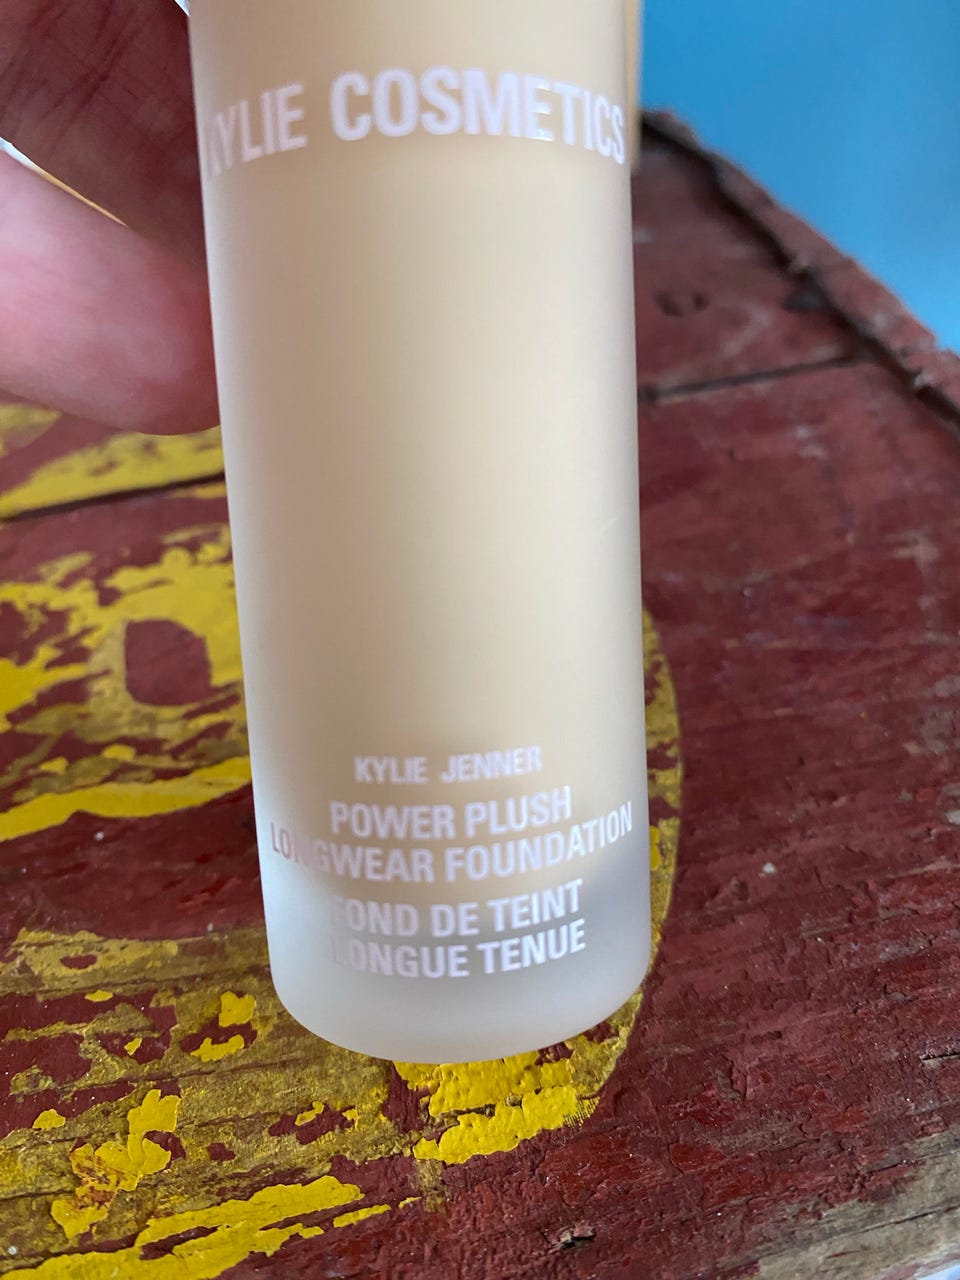 KYLIE COSMETICS
KYLIE JENNER
POWER PLUSH
LONGWEAR FOUNDATION
FOND DE TEINT
LONGUE TENUE